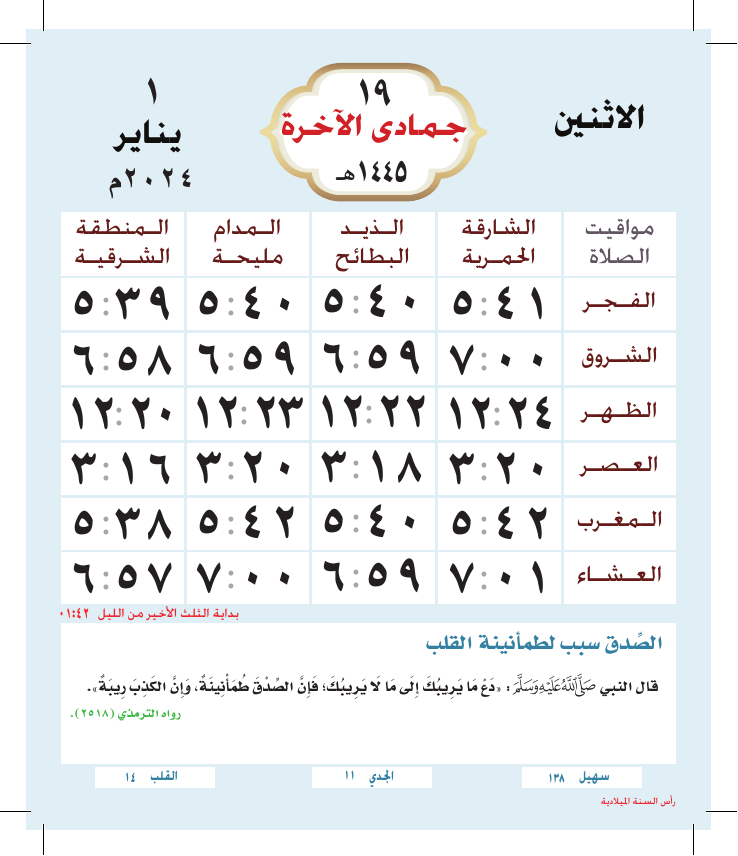 الاثنين
١٩
جمادى الآخرة
١٤٤٥هـ
١
يناير
٢٠٢٤م
مواقيت الصلاة
الشارقة الحمرية
الذيد البطائح
المدام مليحة
المنطقة الشرقية
الفجر ٥:٤١ ٥:٤٠ ٥:٤٠ ٥:٣٩
الشروق ٧:٠٠ ٦:٥٩ ٦:٥٩ ٦:٥٨
الظهر ١٢:٢٤ ١٢:٢٢ ١٢:٢٣ ١٢:٢٠
العصر ٣:٢٠ ٣:١٨ ٣:٢٠ ٣:١٦
المغرب ٥:٤٢ ٥:٤٠ ٥:٤٢ ٥:٣٨
العشاء ٧:٠١ ٦:٥٩ ٧:٠٠ ٦:٥٧
بداية الثلث الأخير من الليل ٠١:٤٢
الصِّدق سبب لطمأنينة القلب
قال النبي صَلَّى اللَّهُ عَلَيْهِ وَسَلَّمَ : «دَعْ مَا يَرِيبُكَ إِلَى مَا لَا يَرِيبُكَ؛ فَإِنَّ الصِّدْقَ طُمَأْنِينَةٌ، وَإِنَّ الكَذِبَ رِيبَةٌ».
رواه الترمذي (٢٥١٨).
سهيل ١٣٨
الجدي ١١
القلب ١٤
رأس السنة الميلادية